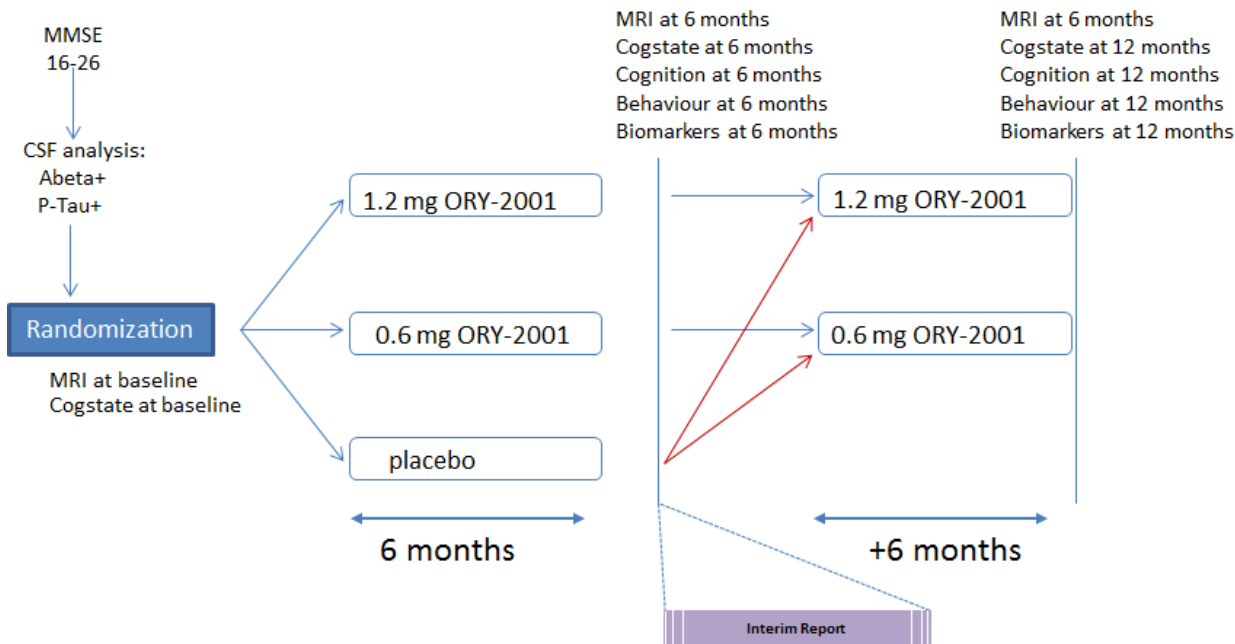 MMSE
16-26
CSF analysis:
Abeta+
P-Tau+
Randomization
MRI at baseline
Cogstate at baseline
1.2 mg ORY-2001
0.6 mg ORY-2001
placebo
6 months
MRI at 6 months
Cogstate at 6 months
Cognition at 6 months
Behaviour at 6 months
Biomarkers at 6 months
1.2 mg ORY-2001
0.6 mg ORY-2001
+6 months
MRI at 6 months
Cogstate at 12 months
Cognition at 12 months
Behaviour at 12 months
Biomarkers at 12 months
Interim Report